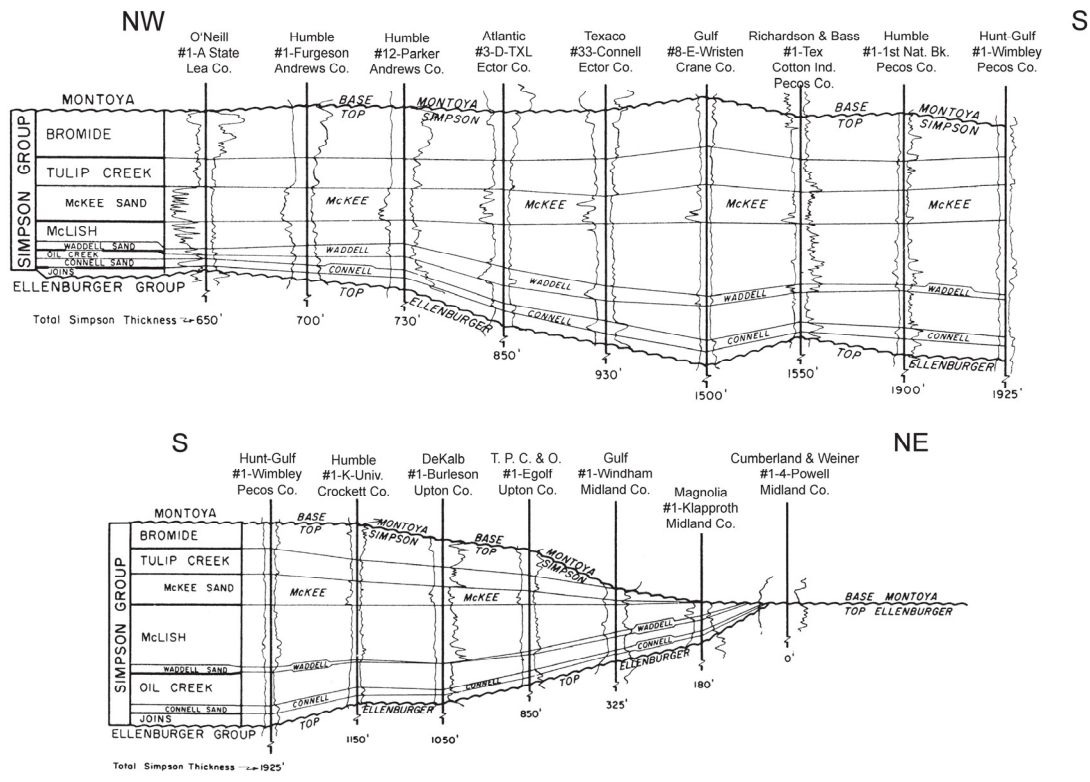 NW
S
O'Neill
#1-A State
Lea Co.
Humble
#1-Furgeson
Andrews Co.
Humble
#12-Parker
Andrews Co.
Atlantic
#3-D-TXL
Ector Co.
Texaco
#33-Connell
Ector Co.
Gulf
#8-E-Wristen
Crane Co.
Richardson & Bass
#1-Tex
Cotton Ind.
Pecos Co.
Humble
#1-1st Nat. Bk.
Pecos Co.
Hunt-Gulf
#1-Wimbley
Pecos Co.
MONTOYA
BASE MONTOYA
TOP SIMPSON
BASE MONTOYA
TOP SIMPSON
SIMPSON GROUP
BROMIDE
TULIP CREEK
McKEE SAND
McKEE
McKEE
McKEE
McKEE
McLISH
WADDELL SAND
OIL CREEK
CONNELL SAND
JOINS
WADDELL
CONNELL
WADDELL
CONNELL
WADDELL
CONNELL
WADDELL
CONNELL
ELLENBURGER GROUP
TOP ELLENBURGER
TOP ELLENBURGER
Total Simpson Thickness
650'
700'
730'
850'
930'
1500'
1550'
1900'
1925'
S
NE
Hunt-Gulf
#1-Wimbley
Pecos Co.
Humble
#1-K-Univ.
Crockett Co.
DeKalb
#1-Burleson
Upton Co.
T. P. C. & O.
#1-Egolf
Upton Co.
Gulf
#1-Windham
Midland Co.
Magnolia
#1-Klapproth
Midland Co.
Cumberland & Weiner
#1-4-Powell
Midland Co.
MONTOYA
BASE MONTOYA
TOP SIMPSON
BASE MONTOYA
TOP SIMPSON
BASE MONTOYA
TOP ELLENBURGER
SIMPSON GROUP
BROMIDE
TULIP CREEK
McKEE SAND
McKEE
McKEE
McLISH
WADDELL SAND
WADDELL
WADDELL
OIL CREEK
CONNELL SAND
CONNELL
CONNELL
CONNELL
JOINS
ELLENBURGER GROUP
TOP ELLENBURGER
TOP ELLENBURGER
1150'
1050'
850'
325'
180'
0'
Total Simpson Thickness 1925'